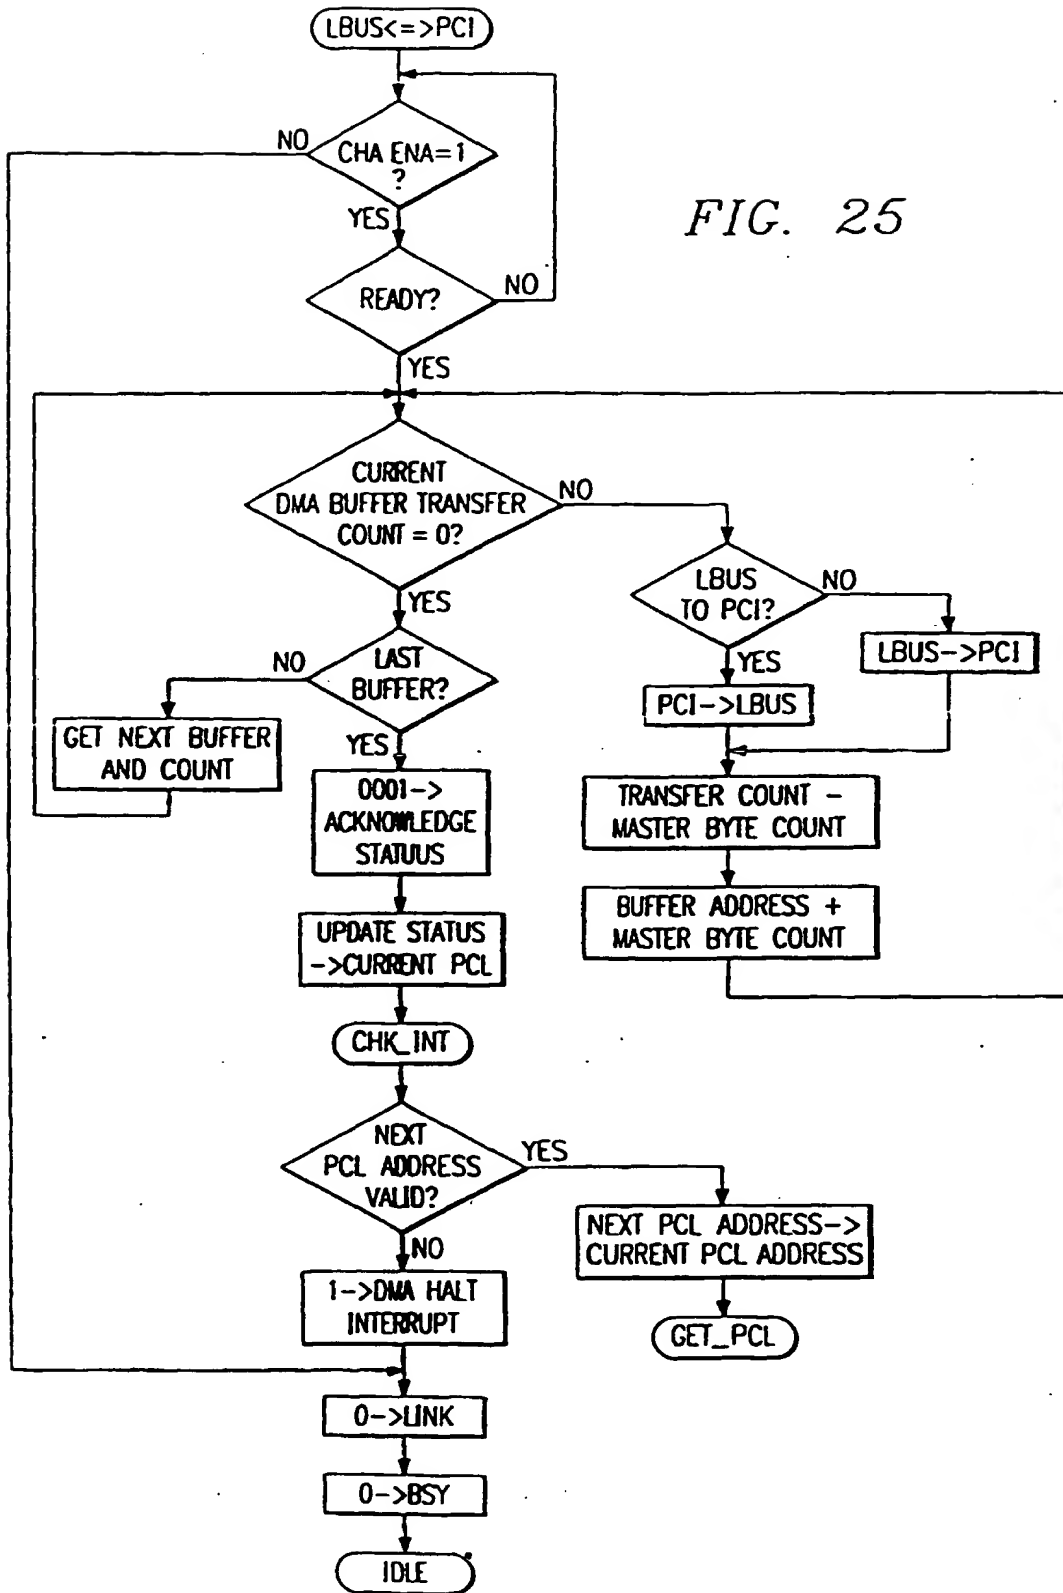 LBUS<=>PCI
NO
CHA ENA=1
?
FIG. 25
YES
READY?
NO
YES
CURRENT
DMA BUFFER TRANSFER
COUNT = 0?
NO
YES
LBUS
TO PCI?
NO
LBUS->PCI
YES
PCI->LBUS
NO
LAST
BUFFER?
GET NEXT BUFFER
AND COUNT
YES
0001->
ACKNOWLEDGE
STATUUS
TRANSFER COUNT -
MASTER BYTE COUNT
BUFFER ADDRESS +
MASTER BYTE COUNT
UPDATE STATUS
->CURRENT PCL
CHK_INT
NEXT
PCL ADDRESS
VALID?
YES
NEXT PCL ADDRESS->
CURRENT PCL ADDRESS
GET_PCL
NO
1->DMA HALT
INTERRUPT
0->LINK
0->BSY
IDLE